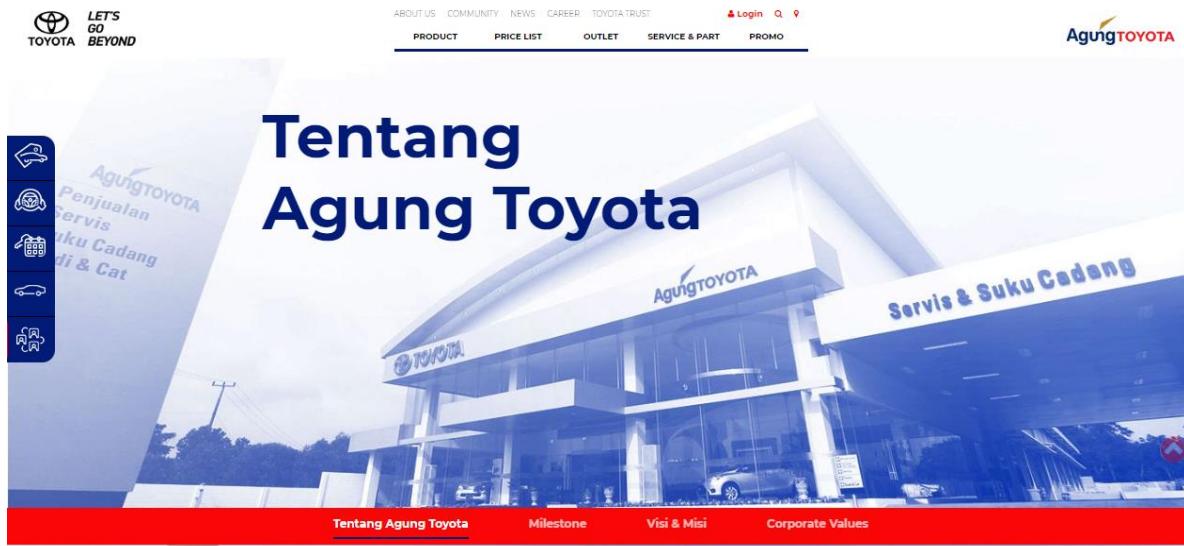 TOYOTA
LET'S
GO
BEYOND
ABOUT US COMMUNITY NEWS CAREER TOYOTA TRUST
Login
PRODUCT PRICE LIST OUTLET SERVICE & PART PROMO
AgungTOYOTA
Tentang
Agung Toyota
AgungTOYOTA
Penjualan
Servis
Suku Cadang
di & Cat
AgungTOYOTA
Servis & Suku Cadang
TOYOTA
Tentang Agung Toyota Milestone Visi & Misi Corporate Values